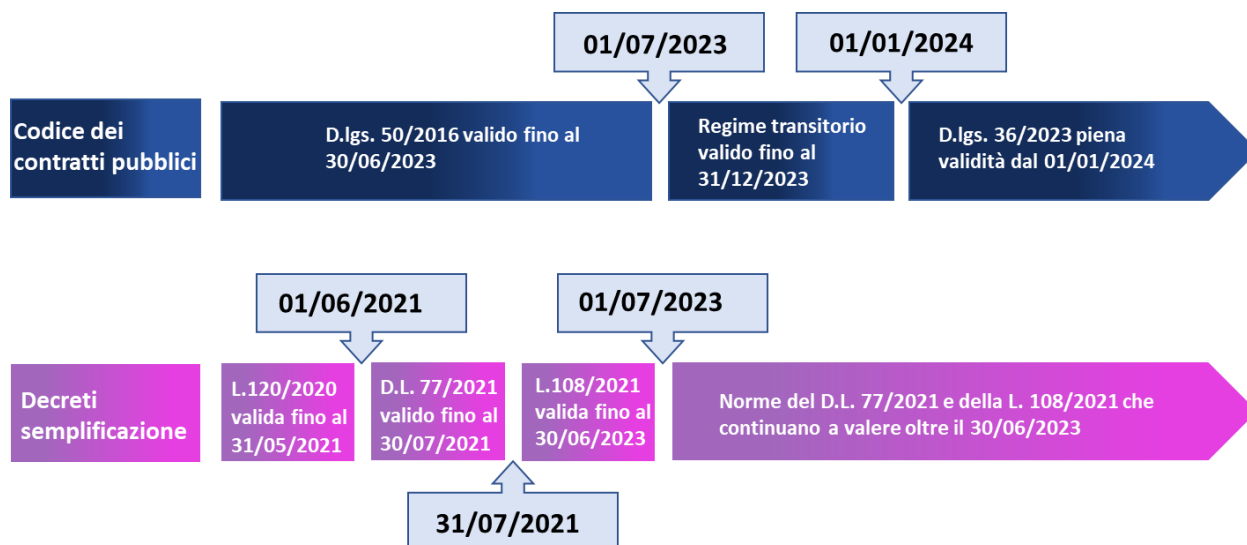 01/07/2023
01/01/2024
Codice dei
contratti pubblici
D.lgs. 50/2016 valido fino al
30/06/2023
Regime transitorio
valido fino al
31/12/2023
D.lgs. 36/2023 piena
validità dal 01/01/2024
01/06/2021
01/07/2023
Decreti
semplificazione
L.120/2020
valida fino al
31/05/2021
D.L. 77/2021
valido fino al
30/07/2021
L.108/2021
valida fino al
30/06/2023
Norme del D.L. 77/2021 e della L. 108/2021 che
continuano a valere oltre il 30/06/2023
31/07/2021